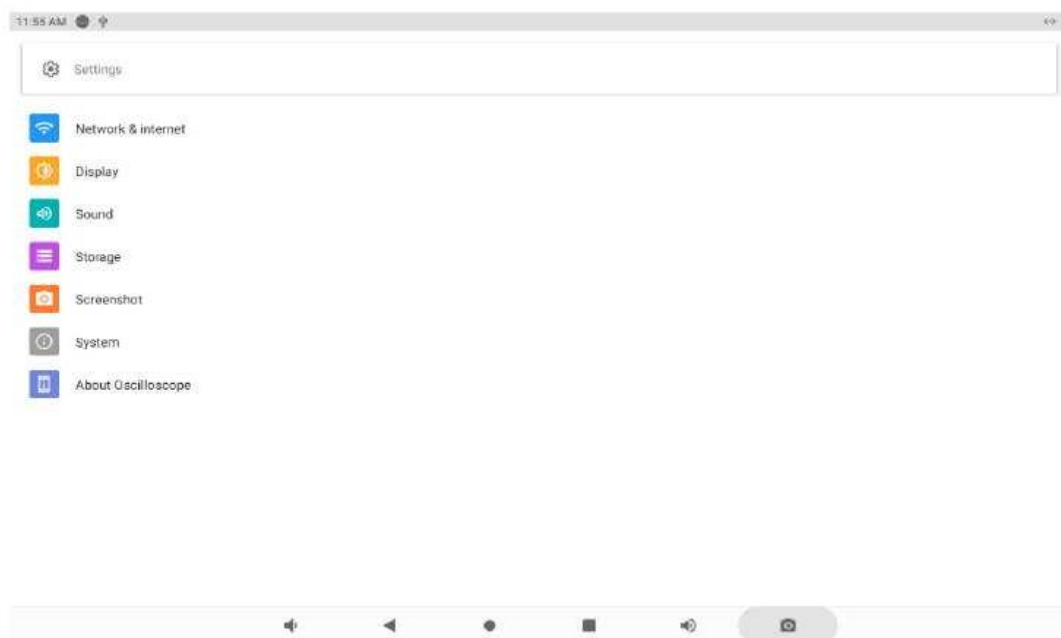 11:55 AM
Settings
Network & internet
Display
Sound
Storage
Screenshot
System
About Oscilloscope